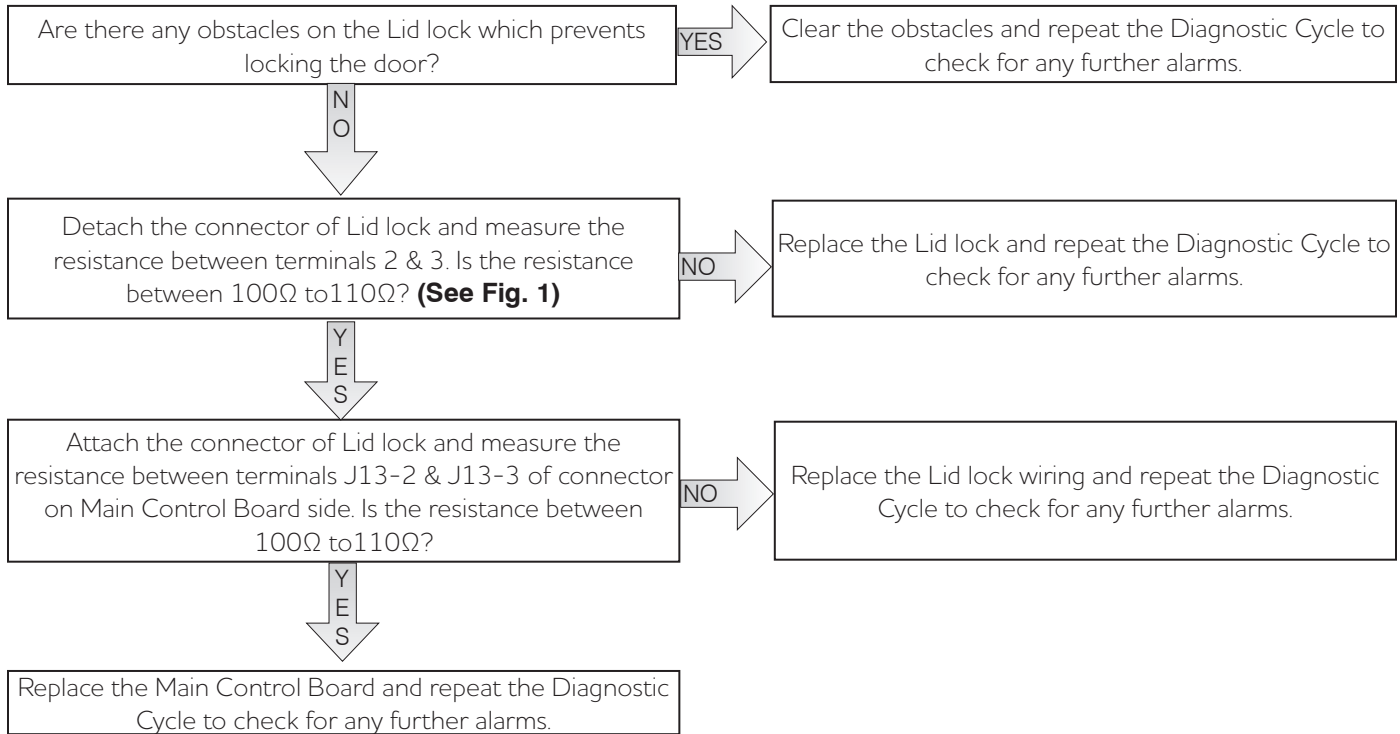 Are there any obstacles on the Lid lock which prevents
locking the door?
YES
Clear the obstacles and repeat the Diagnostic Cycle to
check for any further alarms.
N
O
Detach the connector of Lid lock and measure the
resistance between terminals 2 & 3. Is the resistance
between 100Ω to110Ω? (See Fig. 1)
NO
Replace the Lid lock and repeat the Diagnostic Cycle to
check for any further alarms.
Y
E
S
Attach the connector of Lid lock and measure the
resistance between terminals J13-2 & J13-3 of connector
on Main Control Board side. Is the resistance between
100Ω to110Ω?
NO
Replace the Lid lock wiring and repeat the Diagnostic
Cycle to check for any further alarms.
Y
E
S
Replace the Main Control Board and repeat the Diagnostic
Cycle to check for any further alarms.